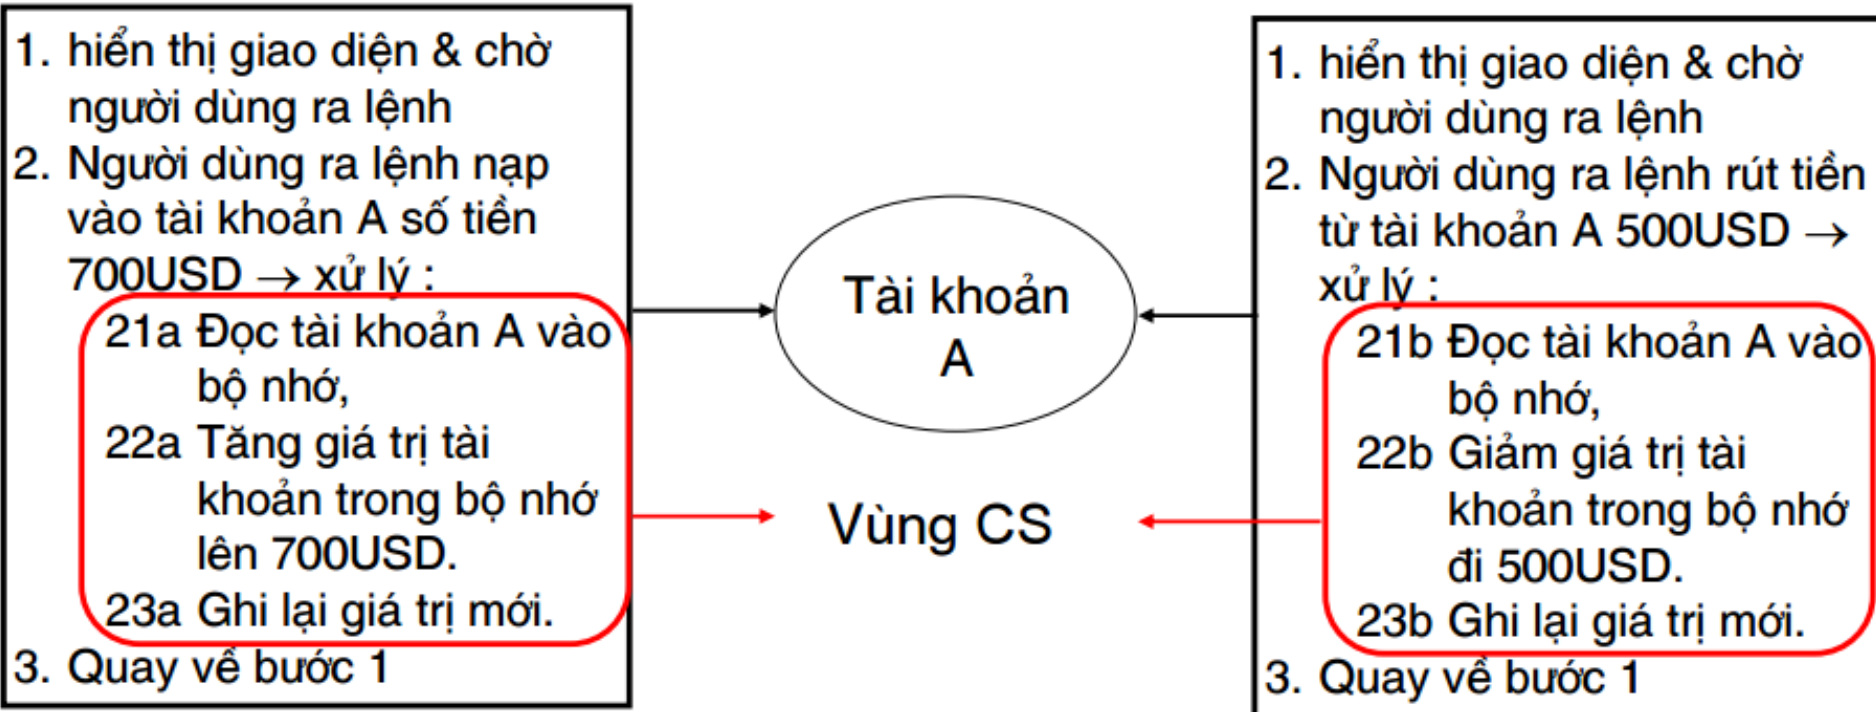 1. hiển thị giao diện & chờ
người dùng ra lệnh
2. Người dùng ra lệnh nạp
vào tài khoản A số tiền
700USD → xử lý :
21a Đọc tài khoản A vào
bộ nhớ,
22a Tăng giá trị tài
khoản trong bộ nhớ
lên 700USD.
23a Ghi lại giá trị mới.
3. Quay về bước 1
Tài khoản
A
Vùng CS
1. hiển thị giao diện & chờ
người dùng ra lệnh
2. Người dùng ra lệnh rút tiền
từ tài khoản A 500USD →
xử lý :
21b Đọc tài khoản A vào
bộ nhớ,
22b Giảm giá trị tài
khoản trong bộ nhớ
đi 500USD.
23b Ghi lại giá trị mới.
3. Quay về bước 1